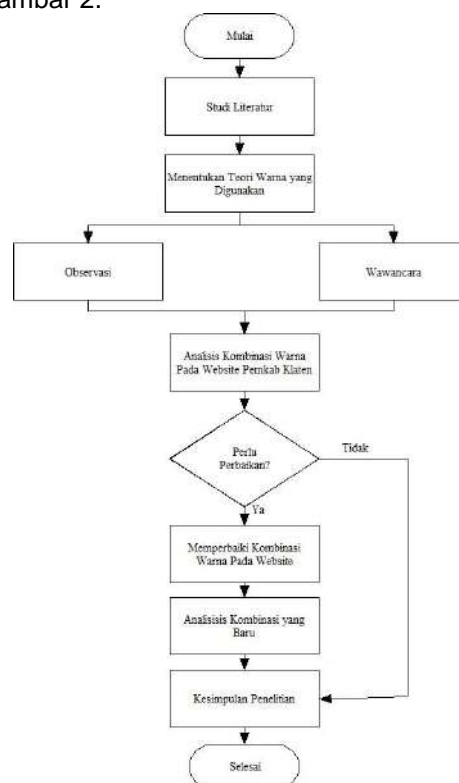 ambar 2.
Mulai
Studi Literatur
Menentukan Teori Warna yang
Digunakan
Observasi
Wawancara
Analisis Kombinasi Warna
Pada Website Pemkab Klaten
Perlu
Perbaikan?
Tidak
Ya
Memperbaiki Kombinasi
Warna Pada Website
Analisisis Kombinasi yang
Baru
Kesimpulan Penelitian
Selesai